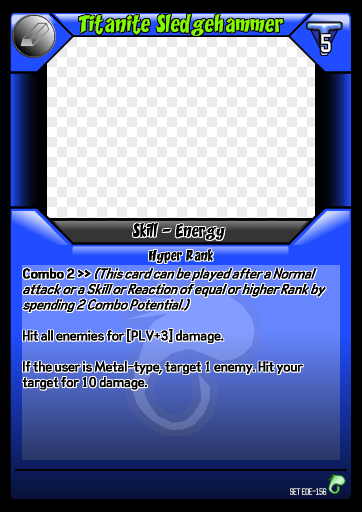 Titanite Sledgehammer
5
Skill - Energy
Hyper Rank
Combo 2 >> (This card can be played after a Normal
attack or a Skill or Reaction of equal or higher Rank by
spending 2 Combo Potential.)
Hit all enemies for [PLV+3] damage.
If the user is Metal-type, target 1 enemy. Hit your
target for 10 damage.
SET EOE-156